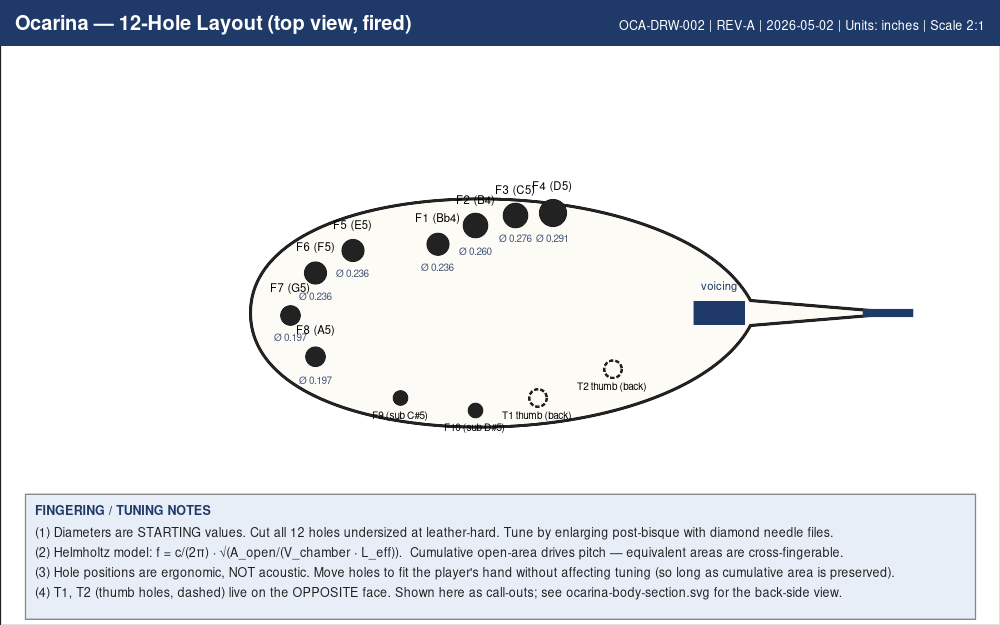 Ocarina — 12-Hole Layout (top view, fired)
OCA-DRW-002 | REV-A | 2026-05-02 | Units: inches | Scale 2:1
F4 (D5)
F3 (C5)
F2 (B4)
F1 (Bb4)
F5 (E5)
Ø 0.276
Ø 0.291
F6 (F5)
Ø 0.260
Ø 0.236
Ø 0.236
F7 (G5)
voicing
Ø 0.236
F8 (A5)
Ø 0.197
Ø 0.197
T2 thumb (back)
F9 (sub C#5)
T1 thumb (back)
F10 (sub D#5)
FINGERING / TUNING NOTES
(1) Diameters are STARTING values. Cut all 12 holes undersized at leather-hard. Tune by enlarging post-bisque with diamond needle files.
(2) Helmholtz model: f = c/(2π) · √(A_open/(V_chamber · L_eff)). Cumulative open-area drives pitch — equivalent areas are cross-fingerable.
(3) Hole positions are ergonomic, NOT acoustic. Move holes to fit the player's hand without affecting tuning (so long as cumulative area is preserved).
(4) T1, T2 (thumb holes, dashed) live on the OPPOSITE face. Shown here as call-outs; see ocarina-body-section.svg for the back-side view.